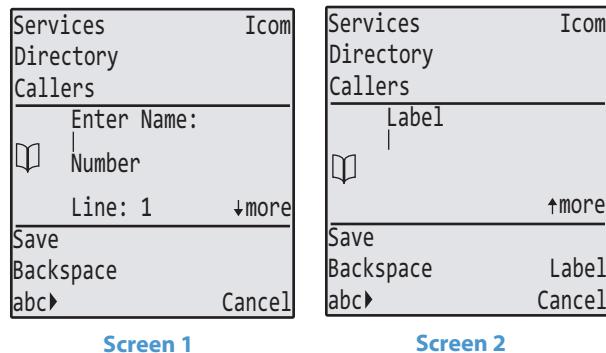 Services Icom
Directory
Callers
Enter Name:
Number
Line: 1 ↓more
Save
Backspace
abc▶ Cancel
Screen 1
Services Icom
Directory
Callers
Label
↑more
Save
Backspace Label
abc▶ Cancel
Screen 2